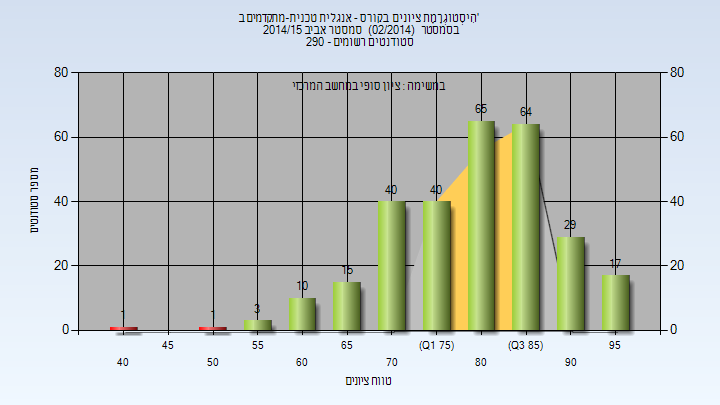 היסטוגרמת ציונים בקורס - אנגלית טכנית-מתקדמים ב'
בסמסטר (02/2014) סמסטר אביב 2014/15
סטודנטים רשומים - 290
במשימה : ציון סופי במחשב המרכזי
80 80
60 60
40 40
20 20
0 0
מספר סטודנטים
1 1 3 10 15 40 40 65 64 29 17
40 45 50 55 60 65 70 (Q1 75) 80 (Q3 85) 90 95
טווח ציונים